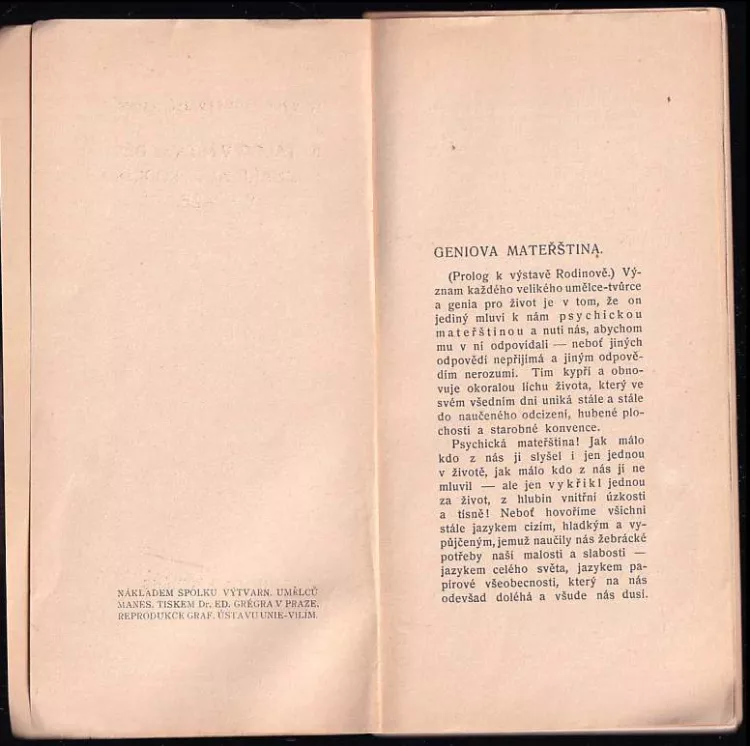 NÁKLADEM SPOLKU VÝTVARN. UMĚLCŮ
MANES. TISKEM Dr. ED. GRÉGRA V PRAZE.
REPRODUKCE GRAF. ÚSTAVU UNIE-VILÍM.
GENIOVA MATEŘŠTINA.
(Prolog k výstavě Rodinově.) Vý-
znam každého velikého umělce-tvůrce
a genia pro život je v tom, že on
jediný mluví k nám psychickou
mateřštinou a nutí nás, abychom
mu v ní odpovídali — neboť jiných
odpovědí nepřijímá a jiným odpově-
dím nerozumí. Tím kypří a obno-
vuje okoralou líchu života, který ve
svém všedním dni uniká stále a stále
do naučeného odcizení, hubené plo-
chosti a starobné konvence.
Psychická mateřština! Jak málo
kdo z nás ji slyšel i jen jednou
v životě, jak málo kdo z nás jí ne
mluvil — ale jen vykřikl jednou
za život, z hlubin vnitřní úzkosti
a tísně! Neboť hovoříme všichni
stále jazykem cizím, hladkým a vy-
půjčeným, jemuž naučily nás žebrácké
potřeby naší malosti a slabosti —
jazykem celého světa, jazykem pa-
pírové všeobecnosti, který na nás
odevšad doléhá a všude nás dusí.